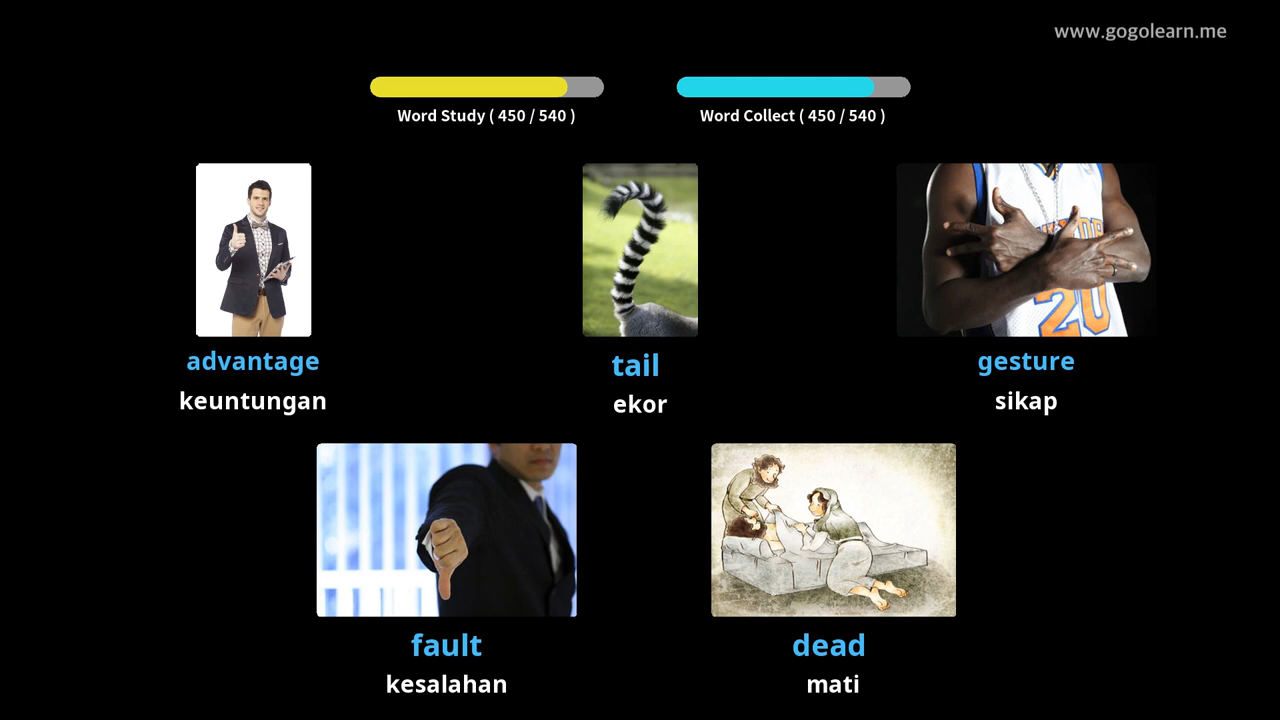 www.gogolearn.me
Word Study ( 450 / 540 )
Word Collect ( 450 / 540 )
advantage
keuntungan
tail
ekor
20
gesture
sikap
fault
kesalahan
dead
mati